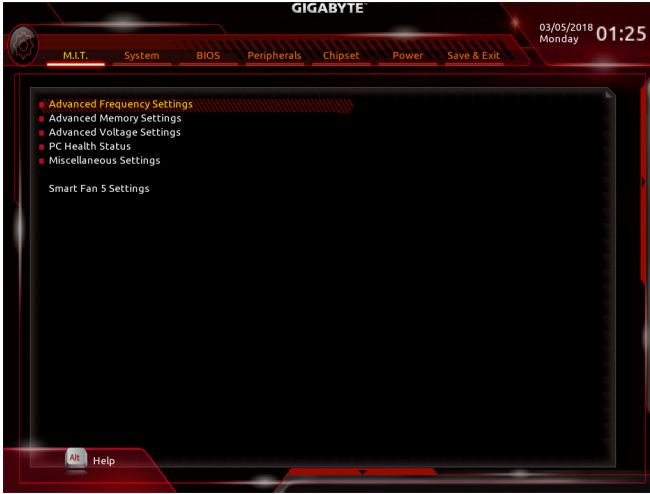 GIGABYTE™
03/05/2018 01:25
Monday
M.I.T. System BIOS Peripherals Chipset Power Save & Exit
Advanced Frequency Settings
Advanced Memory Settings
Advanced Voltage Settings
PC Health Status
Miscellaneous Settings
Smart Fan 5 Settings
Alt Help